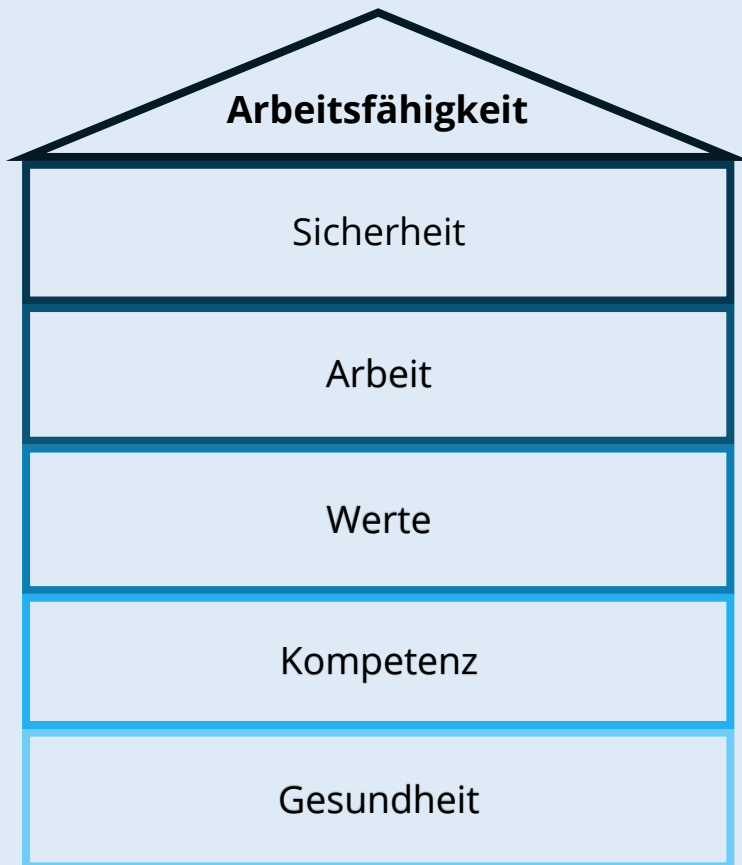 Arbeitsfähigkeit
Sicherheit
Arbeit
Werte
Kompetenz
Gesundheit